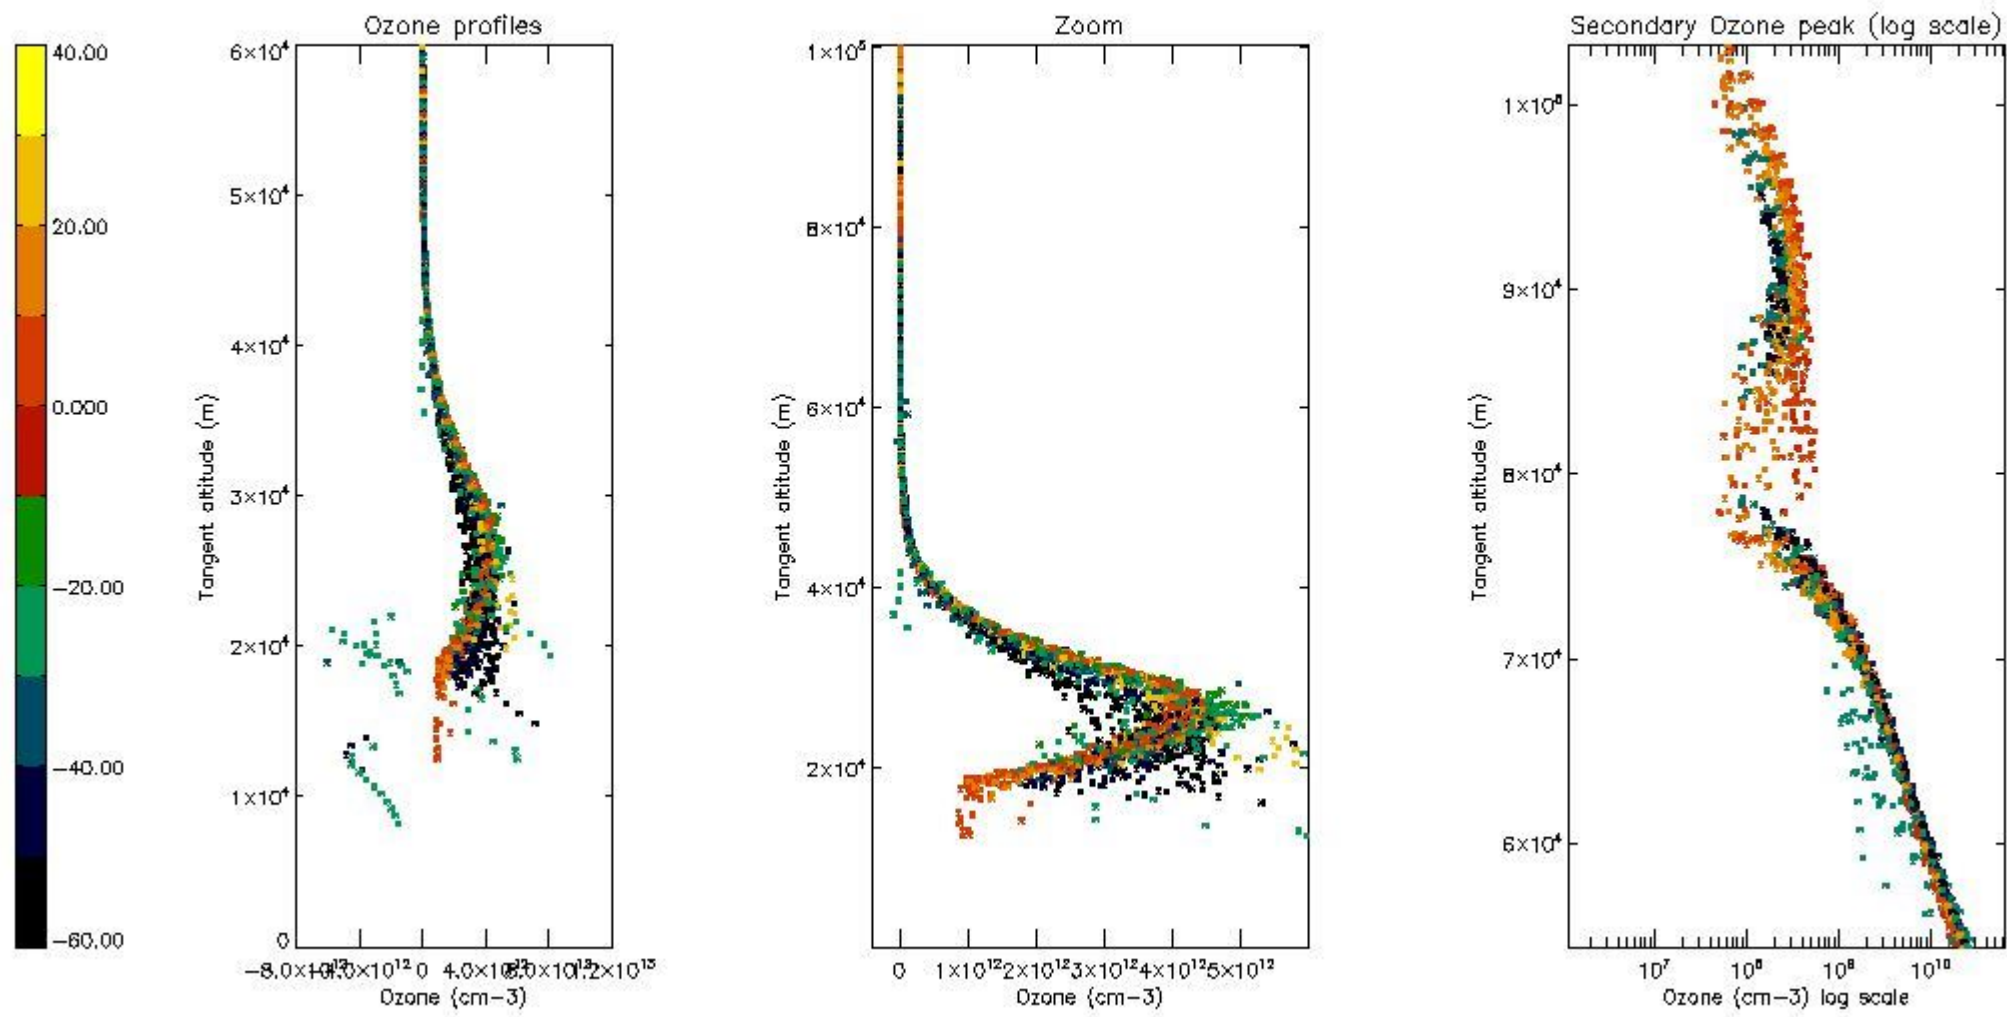 Ozone profiles
Zoom
Secondary Ozone peak (log scale)
40.00
20.00
0.000
−20.00
−40.00
−60.00
6×10⁴
5×10⁴
4×10⁴
3×10⁴
2×10⁴
1×10⁴
0
Tangent altitude (m)
0
Ozone (cm−3)
1×10⁵
8×10⁴
6×10⁴
4×10⁴
2×10⁴
Tangent altitude (m)
0 1×10¹² 2×10¹² 3×10¹² 4×10¹² 5×10¹²
Ozone (cm−3)
9×10⁴
8×10⁴
7×10⁴
6×10⁴
Tangent altitude (m)
10⁷ 10⁸ 10⁹ 10¹⁰
Ozone (cm−3) log scale